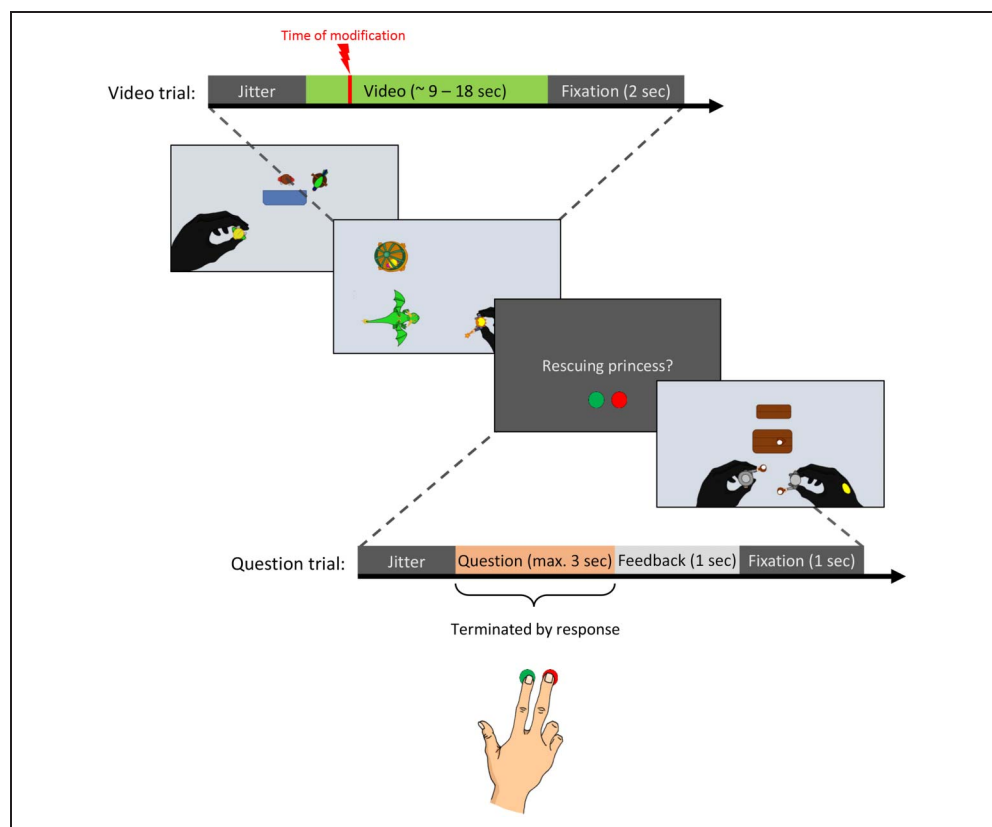 Time of modification
Video trial:
Jitter
Video (~ 9 – 18 sec)
Fixation (2 sec)
Rescuing princess?
Question trial:
Jitter
Question (max. 3 sec)
Feedback (1 sec)
Fixation (1 sec)
Terminated by response